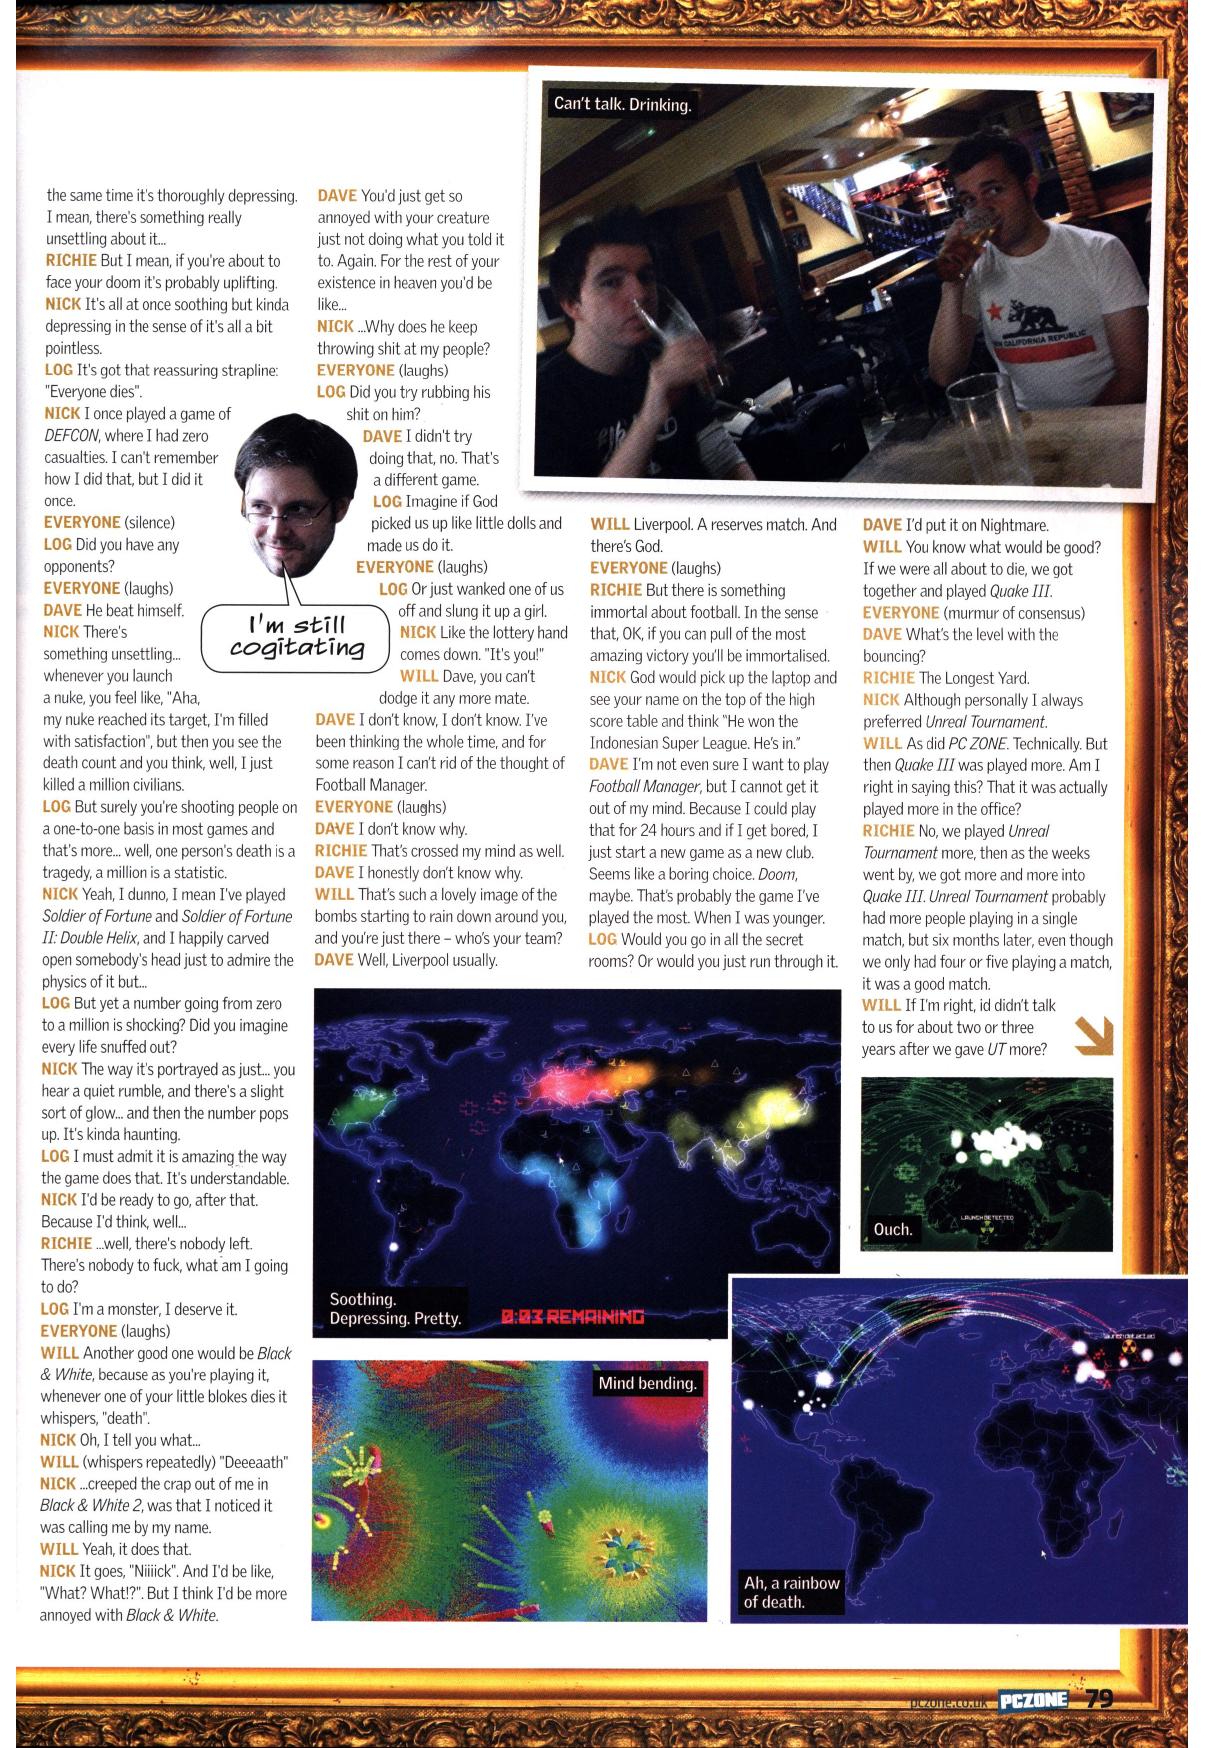 the same time it's thoroughly depressing.
I mean, there's something really
unsettling about it...
RICHIE But I mean, if you're about to
face your doom it's probably uplifting.
NICK It's all at once soothing but kinda
depressing in the sense of it's all a bit
pointless.
LOG It's got that reassuring strapline:
"Everyone dies".
NICK I once played a game of
DEFCON, where I had zero
casualties. I can't remember
how I did that, but I did it
once.
EVERYONE (silence)
LOG Did you have any
opponents?
EVERYONE (laughs)
DAVE He beat himself.
NICK There's
something unsettling...
whenever you launch
a nuke, you feel like, "Aha,
my nuke reached its target, I'm filled
with satisfaction", but then you see the
death count and you think, well, I just
killed a million civilians.
LOG But surely you're shooting people on
a one-to-one basis in most games and
that's more... well, one person's death is a
tragedy, a million is a statistic.
NICK Yeah, I dunno, I mean I've played
Soldier of Fortune and Soldier of Fortune
II: Double Helix, and I happily carved
open somebody's head just to admire the
physics of it but...
LOG But yet a number going from zero
to a million is shocking? Did you imagine
every life snuffed out?
NICK The way it's portrayed as just... you
hear a quiet rumble, and there's a slight
sort of glow... and then the number pops
up. It's kinda haunting.
LOG I must admit it is amazing the way
the game does that. It's understandable.
NICK I'd be ready to go, after that.
Because I'd think, well...
RICHIE ...well, there's nobody left.
There's nobody to fuck, what am I going
to do?
LOG I'm a monster, I deserve it.
EVERYONE (laughs)
WILL Another good one would be Black
& White, because as you're playing it,
whenever one of your little blokes dies it
whispers, "death".
NICK Oh, I tell you what...
WILL (whispers repeatedly) "Deeeaath"
NICK ...creeped the crap out of me in
Black & White 2, was that I noticed it
was calling me by my name.
WILL Yeah, it does that.
NICK It goes, "Niiiick". And I'd be like,
"What? What!?". But I think I'd be more
annoyed with Black & White.
I'm still
cogitating
DAVE You'd just get so
annoyed with your creature
just not doing what you told it
to. Again. For the rest of your
existence in heaven you'd be
like...
NICK ...Why does he keep
throwing shit at my people?
EVERYONE (laughs)
LOG Did you try rubbing his
shit on him?
DAVE I didn't try
doing that, no. That's
a different game.
LOG Imagine if God
picked us up like little dolls and
made us do it.
EVERYONE (laughs)
LOG Or just wanked one of us
off and slung it up a girl.
NICK Like the lottery hand
comes down. "It's you!"
WILL Dave, you can't
dodge it any more mate.
DAVE I don't know, I don't know. I've
been thinking the whole time, and for
some reason I can't rid of the thought of
Football Manager.
EVERYONE (laughs)
DAVE I don't know why.
RICHIE That's crossed my mind as well.
DAVE I honestly don't know why.
WILL That's such a lovely image of the
bombs starting to rain down around you,
and you're just there – who's your team?
DAVE Well, Liverpool usually.
Can't talk. Drinking.
CALIFORNIA REPUBLIC
WILL Liverpool. A reserves match. And
there's God.
EVERYONE (laughs)
RICHIE But there is something
immortal about football. In the sense
that, OK, if you can pull of the most
amazing victory you'll be immortalised.
NICK God would pick up the laptop and
see your name on the top of the high
score table and think "He won the
Indonesian Super League. He's in."
DAVE I'm not even sure I want to play
Football Manager, but I cannot get it
out of my mind. Because I could play
that for 24 hours and if I get bored, I
just start a new game as a new club.
Seems like a boring choice. Doom,
maybe. That's probably the game I've
played the most. When I was younger.
LOG Would you go in all the secret
rooms? Or would you just run through it.
DAVE I'd put it on Nightmare.
WILL You know what would be good?
If we were all about to die, we got
together and played Quake III.
EVERYONE (murmur of consensus)
DAVE What's the level with the
bouncing?
RICHIE The Longest Yard.
NICK Although personally I always
preferred Unreal Tournament.
WILL As did PC ZONE. Technically. But
then Quake III was played more. Am I
right in saying this? That it was actually
played more in the office?
RICHIE No, we played Unreal
Tournament more, then as the weeks
went by, we got more and more into
Quake III. Unreal Tournament probably
had more people playing in a single
match, but six months later, even though
we only had four or five playing a match,
it was a good match.
WILL If I'm right, id didn't talk
to us for about two or three
years after we gave UT more?
Soothing.
Depressing. Pretty.
0:03 REMAINING
LAUNCH DETECTED
Ouch.
Mind bending.
launch detected
Ah, a rainbow
of death.
pczone.co.uk PCZONE 79